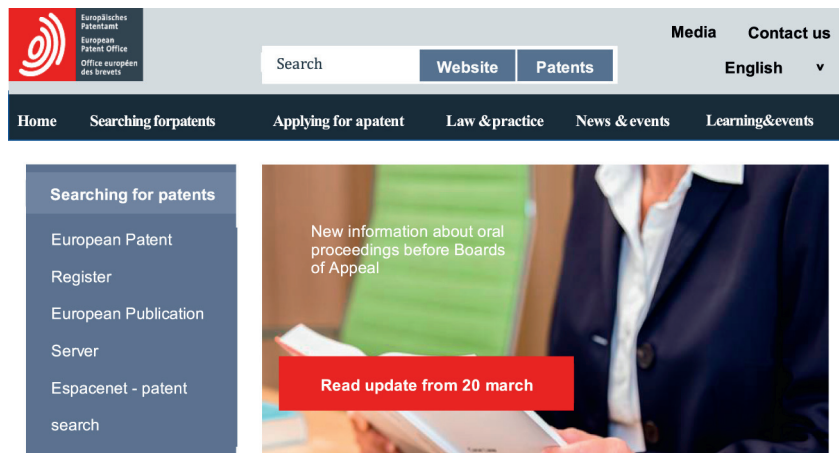 Europäisches
Patentamt
European
Patent Office
Office européen
des brevets
Media Contact us
Search Website Patents
English v
Home Searching forpatents Applying for apatent Law &practice News & events Learning&events
Searching for patents
European Patent
Register
European Publication
Server
Espacenet - patent
search
New information about oral
proceedings before Boards
of Appeal
Read update from 20 march